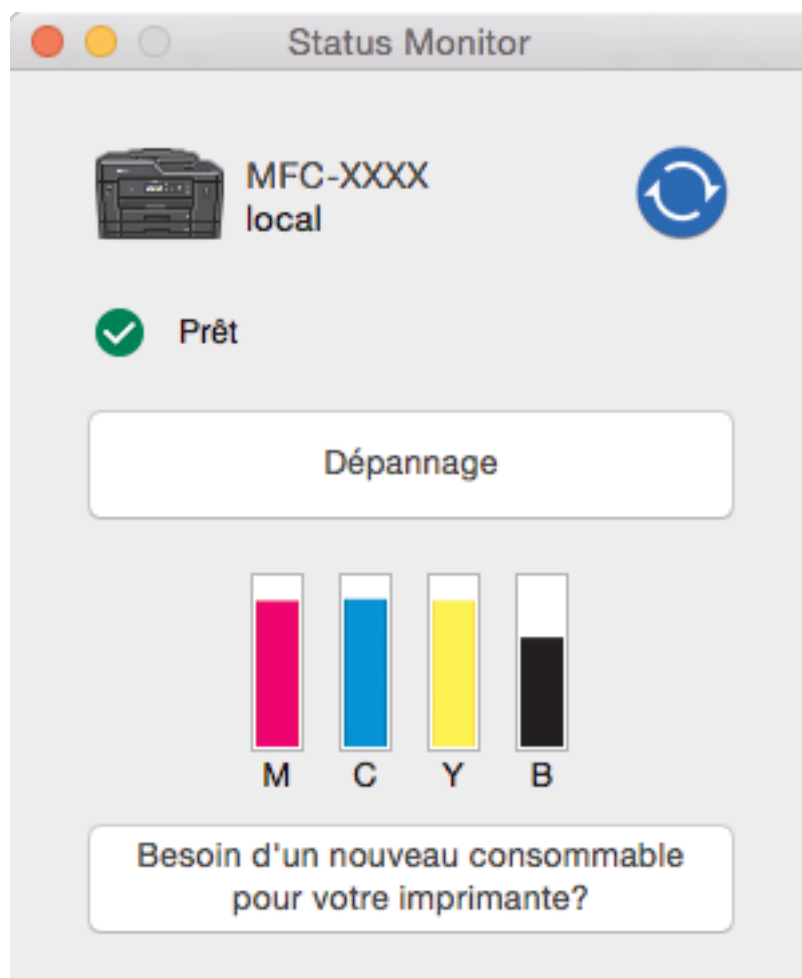 Status Monitor
MFC-XXXX
local
Prêt
Dépannage
M C Y B
Besoin d'un nouveau consommable
pour votre imprimante?